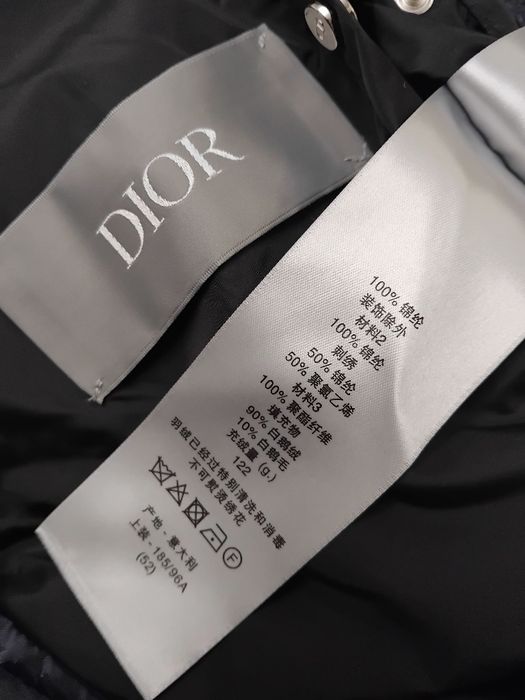 DIOR
100% 锦纶
装饰除外
材料2
100% 锦纶
刺绣
50% 锦纶
50% 聚氯乙烯
材料3
100% 聚酯纤维
填充物
90% 白鹅绒
10% 白鹅毛
充绒量 (g.)
122
羽绒已经过特别清洗和消毒
不可熨烫绣花
F
产地 - 意大利
上装 - 185/96A
(52)